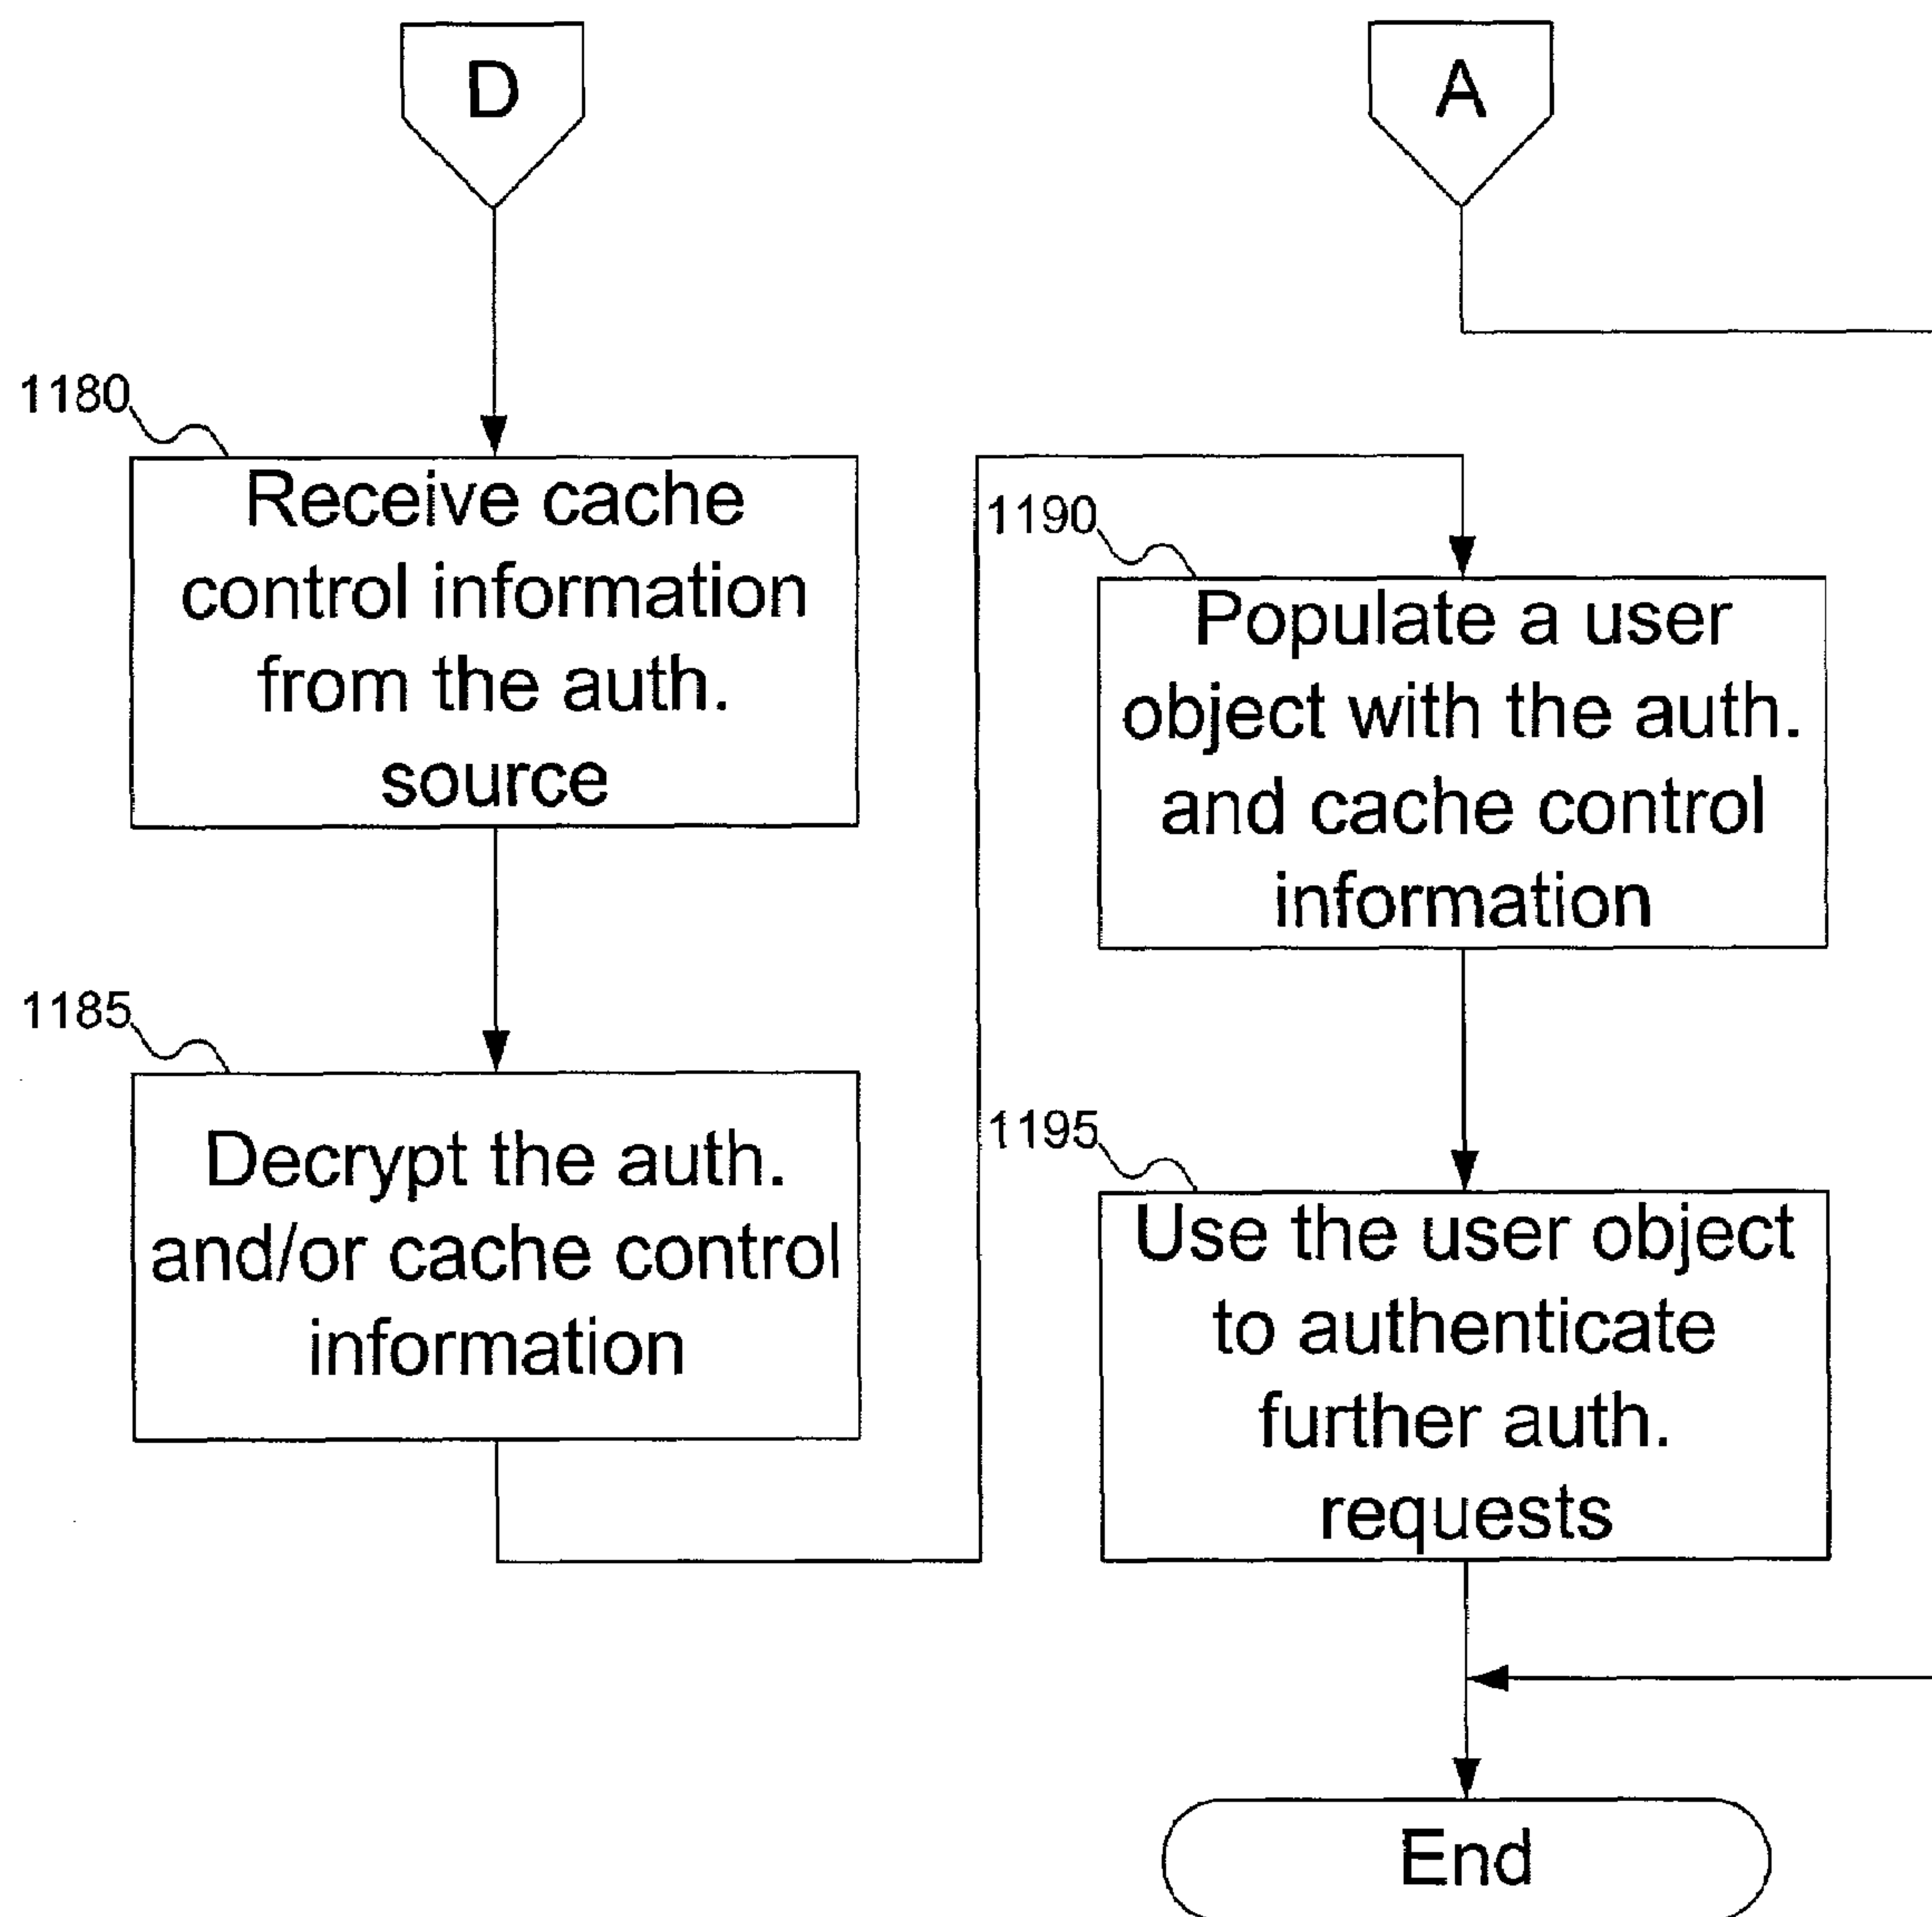 D
1180
Receive cache
control information
from the auth.
source
1185
Decrypt the auth.
and/or cache control
information
A
1190
Populate a user
object with the auth.
and cache control
information
1195
Use the user object
to authenticate
further auth.
requests
End